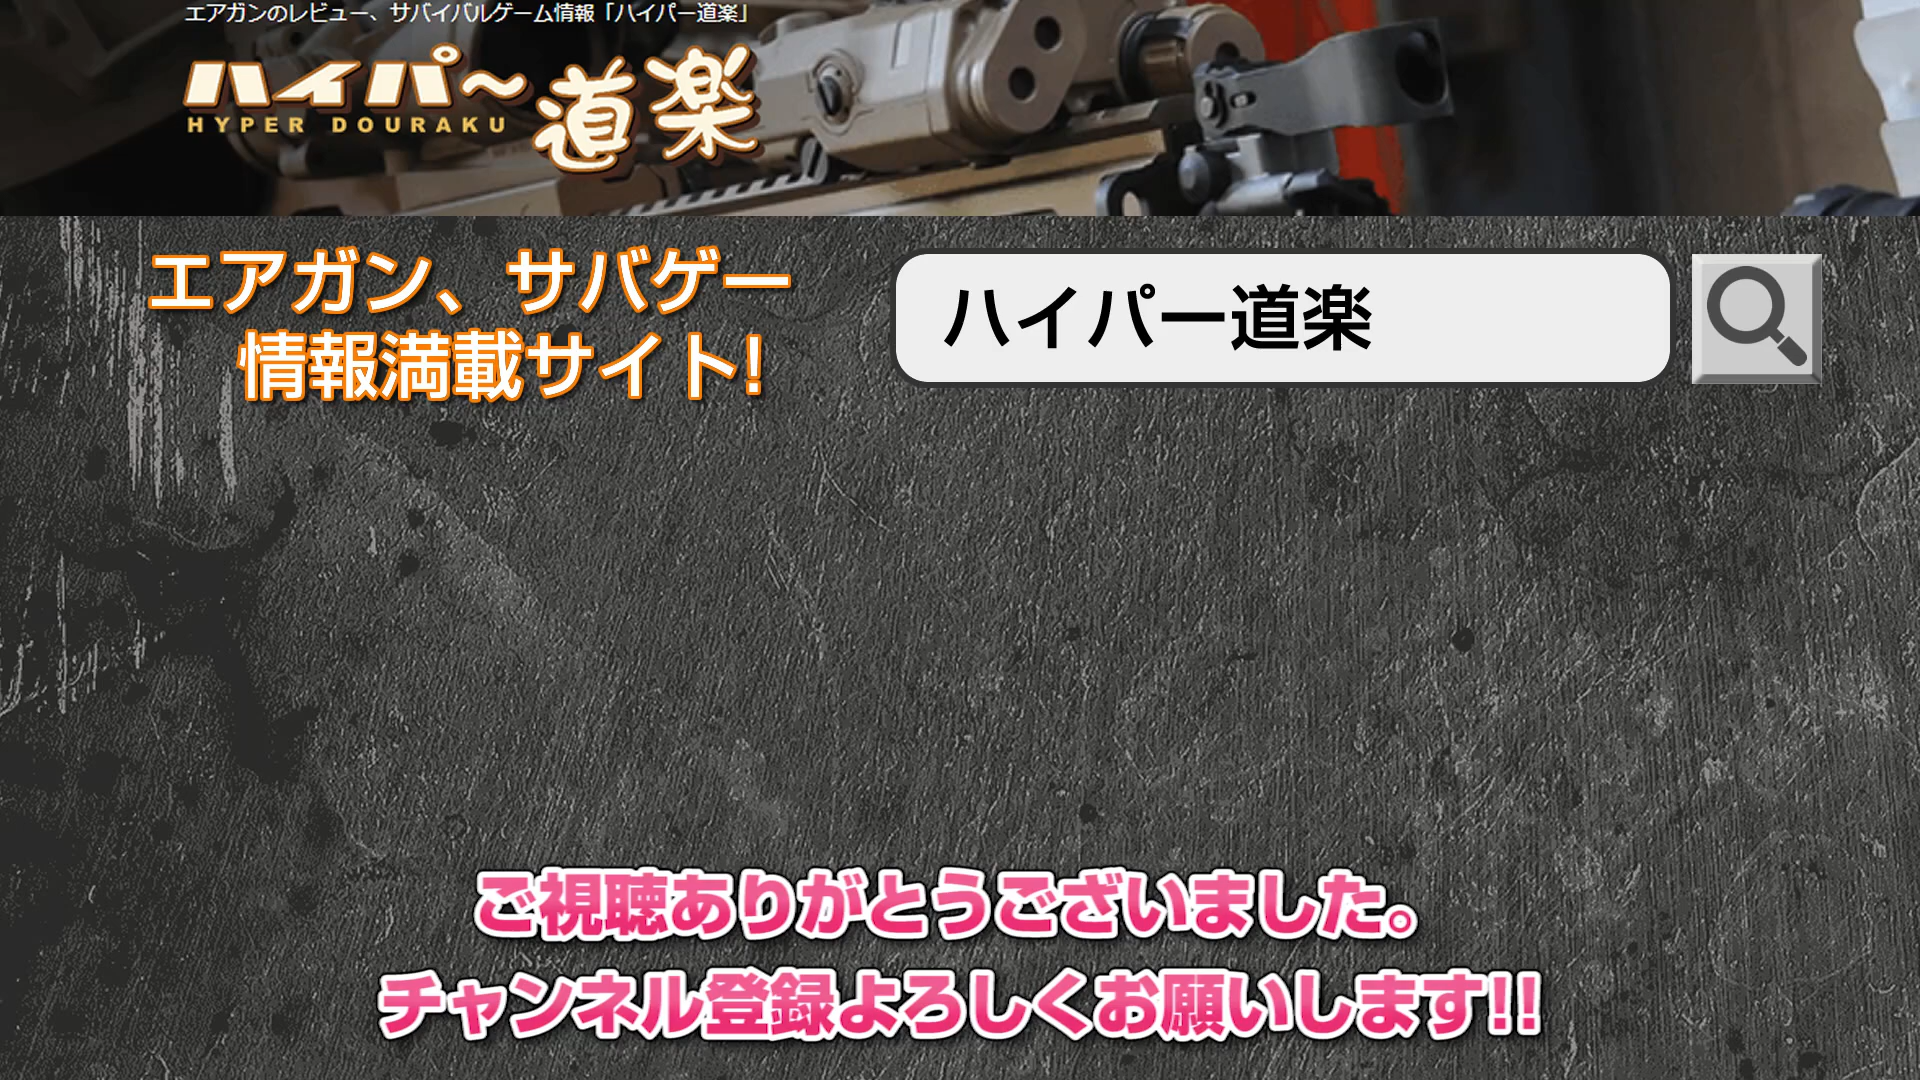 エアガンのレビュー、サバイバルゲーム情報「ハイパー道楽」
ハイパ〜道楽
HYPER DOURAKU
エアガン、サバゲー
情報満載サイト!
ハイパー道楽
ご視聴ありがとうございました。
チャンネル登録よろしくお願いします!!